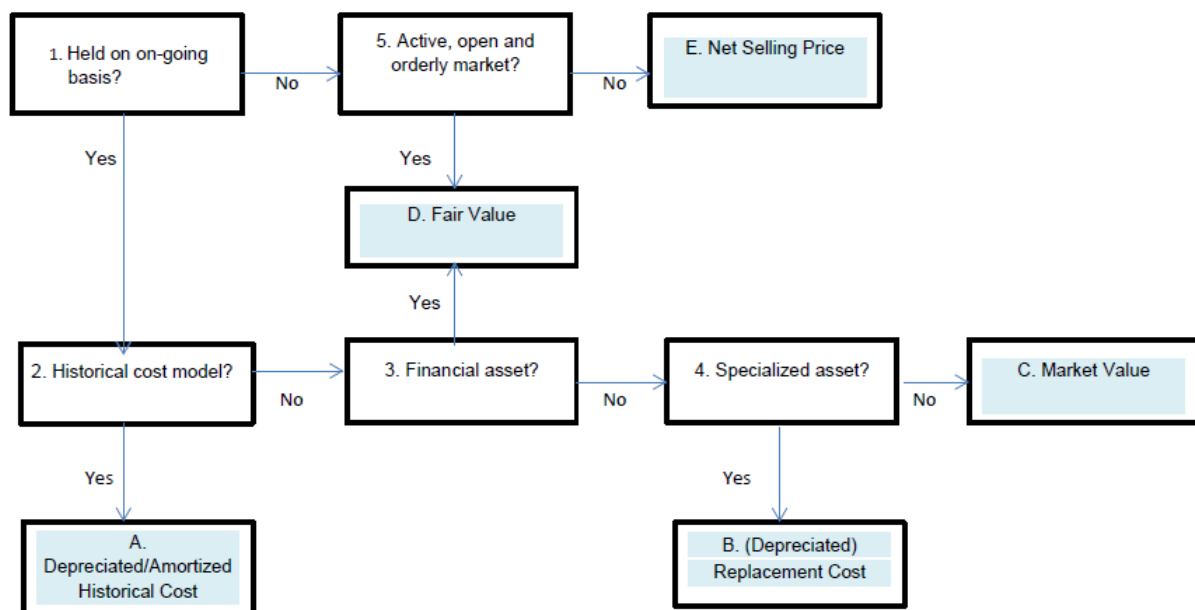 1. Held on on-going
basis?
No
5. Active, open and
orderly market?
No
E. Net Selling Price
Yes
Yes
D. Fair Value
Yes
2. Historical cost model?
No
3. Financial asset?
No
4. Specialized asset?
No
C. Market Value
Yes
Yes
A.
Depreciated/Amortized
Historical Cost
B. (Depreciated)
Replacement Cost